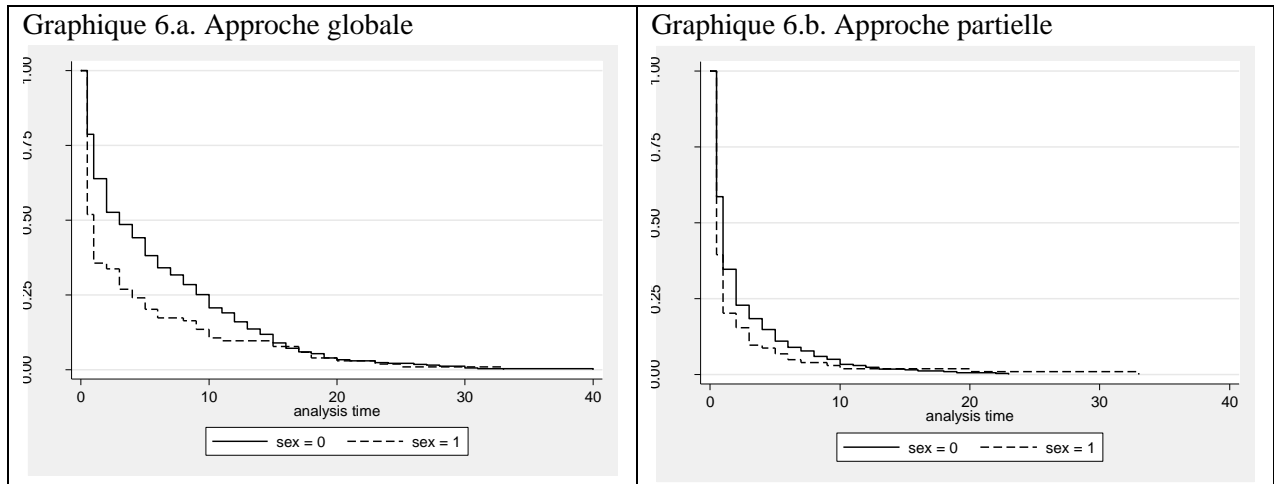 Graphique 6.a. Approche globale
1.00
0.75
0.50
0.25
0.00
0 10 20 30 40
analysis time
sex = 0 sex = 1
Graphique 6.b. Approche partielle
1.00
0.75
0.50
0.25
0.00
0 10 20 30 40
analysis time
sex = 0 sex = 1